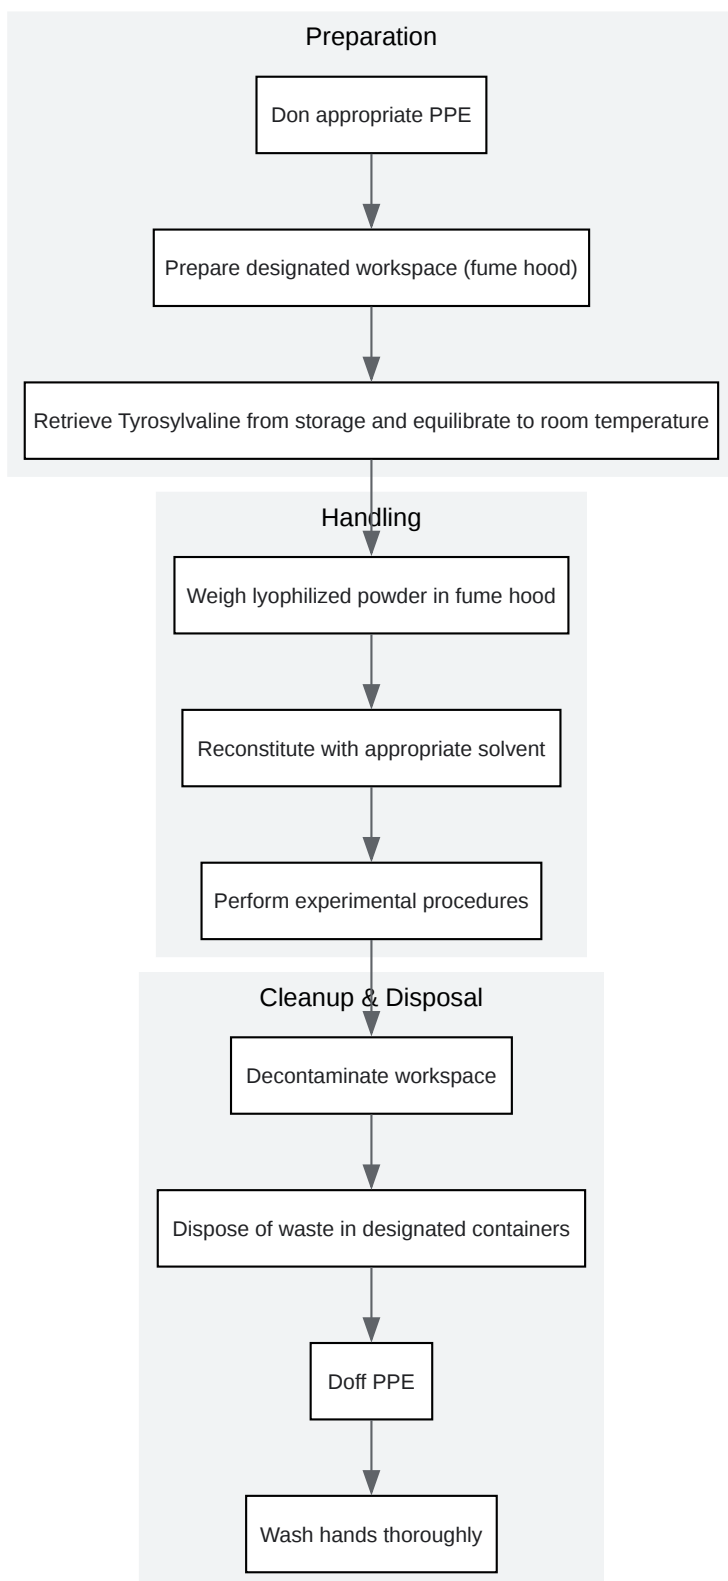 Preparation
Don appropriate PPE
Prepare designated workspace (fume hood)
Retrieve Tyrosylvaline from storage and equilibrate to room temperature
Handling
Weigh lyophilized powder in fume hood
Reconstitute with appropriate solvent
Perform experimental procedures
Cleanup & Disposal
Decontaminate workspace
Dispose of waste in designated containers
Doff PPE
Wash hands thoroughly